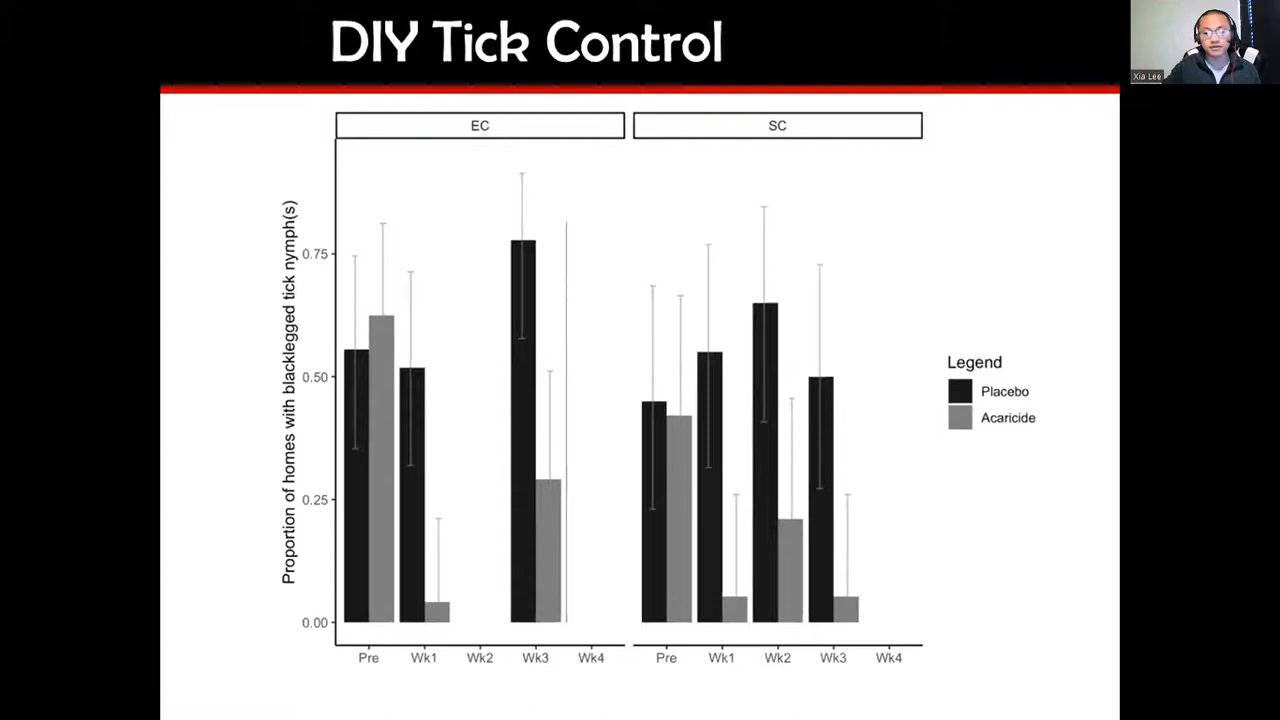 DIY Tick Control
Xia Lee
EC
SC
Proportion of homes with blacklegged tick nymph(s)
0.75
0.50
0.25
0.00
Pre Wk1 Wk2 Wk3 Wk4
Pre Wk1 Wk2 Wk3 Wk4
Legend
Placebo
Acaricide